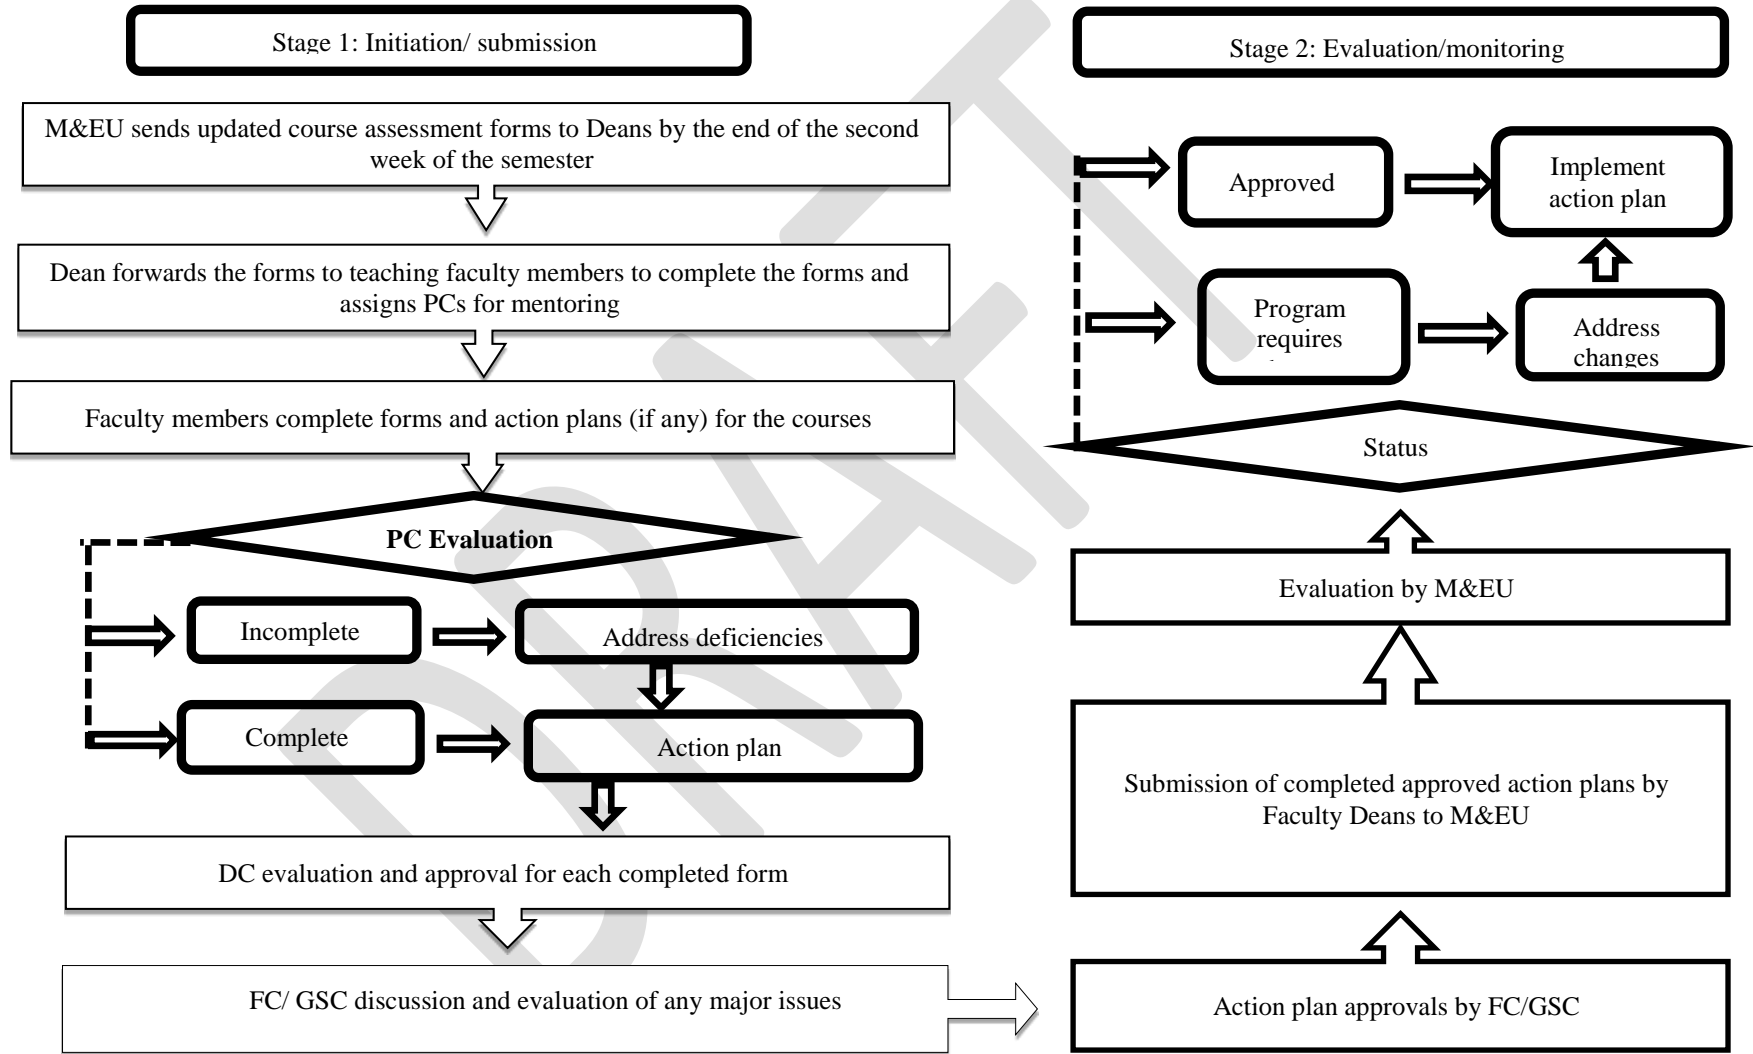 Stage 1: Initiation/ submission
M&EU sends updated course assessment forms to Deans by the end of the second
week of the semester
Dean forwards the forms to teaching faculty members to complete the forms and
assigns PCs for mentoring
Faculty members complete forms and action plans (if any) for the courses
PC Evaluation
Incomplete
Address deficiencies
Complete
Action plan
DC evaluation and approval for each completed form
FC/ GSC discussion and evaluation of any major issues
Stage 2: Evaluation/monitoring
Approved
Implement
action plan
Program
requires
Address
changes
Status
Evaluation by M&EU
Submission of completed approved action plans by
Faculty Deans to M&EU
Action plan approvals by FC/GSC
DRAFT